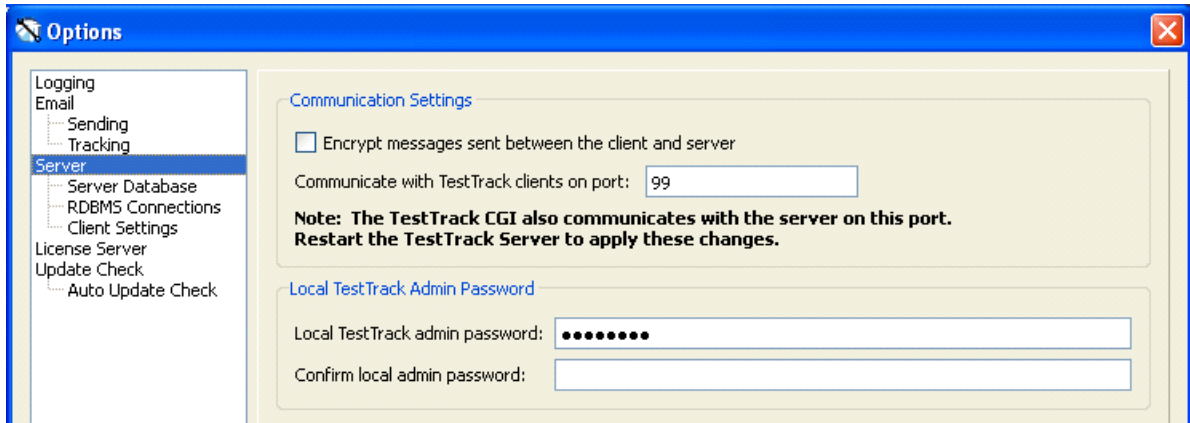 Options
Logging
Email
Sending
Tracking
Server
Server Database
RDBMS Connections
Client Settings
License Server
Update Check
Auto Update Check
Communication Settings
Encrypt messages sent between the client and server
Communicate with TestTrack clients on port: 99
Note: The TestTrack CGI also communicates with the server on this port.
Restart the TestTrack Server to apply these changes.
Local TestTrack Admin Password
Local TestTrack admin password: ●●●●●●●●
Confirm local admin password: